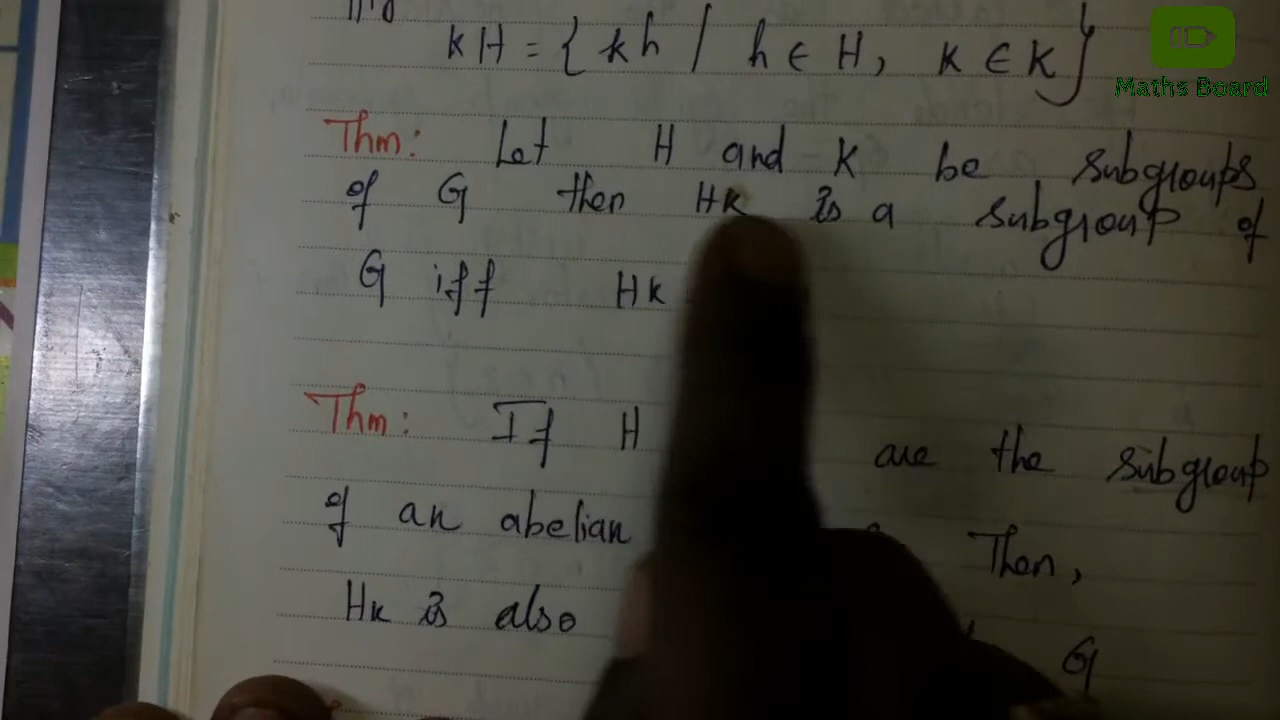 KH = { kh / h ∈ H, k ∈ K }
Maths Board
Thm: Let H and K be subgroups
of G then HK is a subgroup of
G iff HK
Thm: If H are the subgroup
of an abelian Then,
HK is also
G